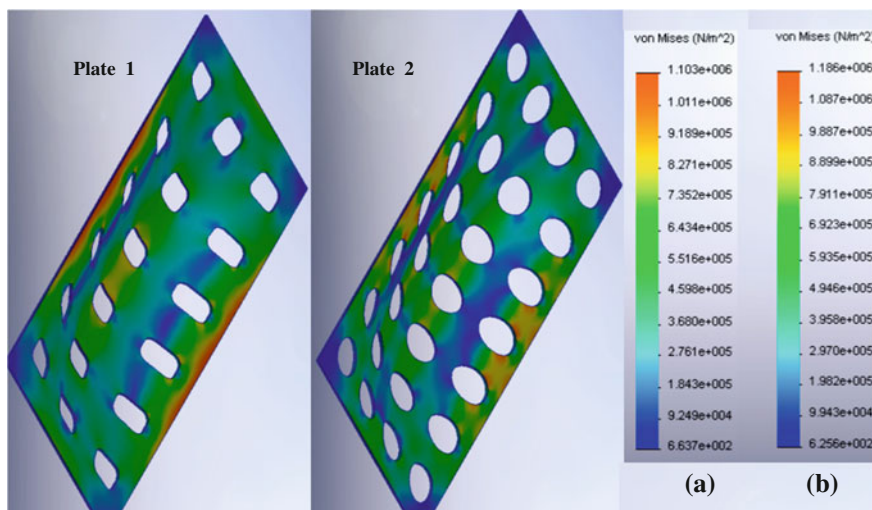 Plate 1
Plate 2
von Mises (N/m^2)
1.103e+006
1.011e+006
9.189e+005
8.271e+005
7.352e+005
6.434e+005
5.516e+005
4.598e+005
3.680e+005
2.761e+005
1.843e+005
9.249e+004
6.637e+002
(a)
von Mises (N/m^2)
1.186e+006
1.087e+006
9.887e+005
8.899e+005
7.911e+005
6.923e+005
5.935e+005
4.946e+005
3.958e+005
2.970e+005
1.982e+005
9.943e+004
6.256e+002
(b)